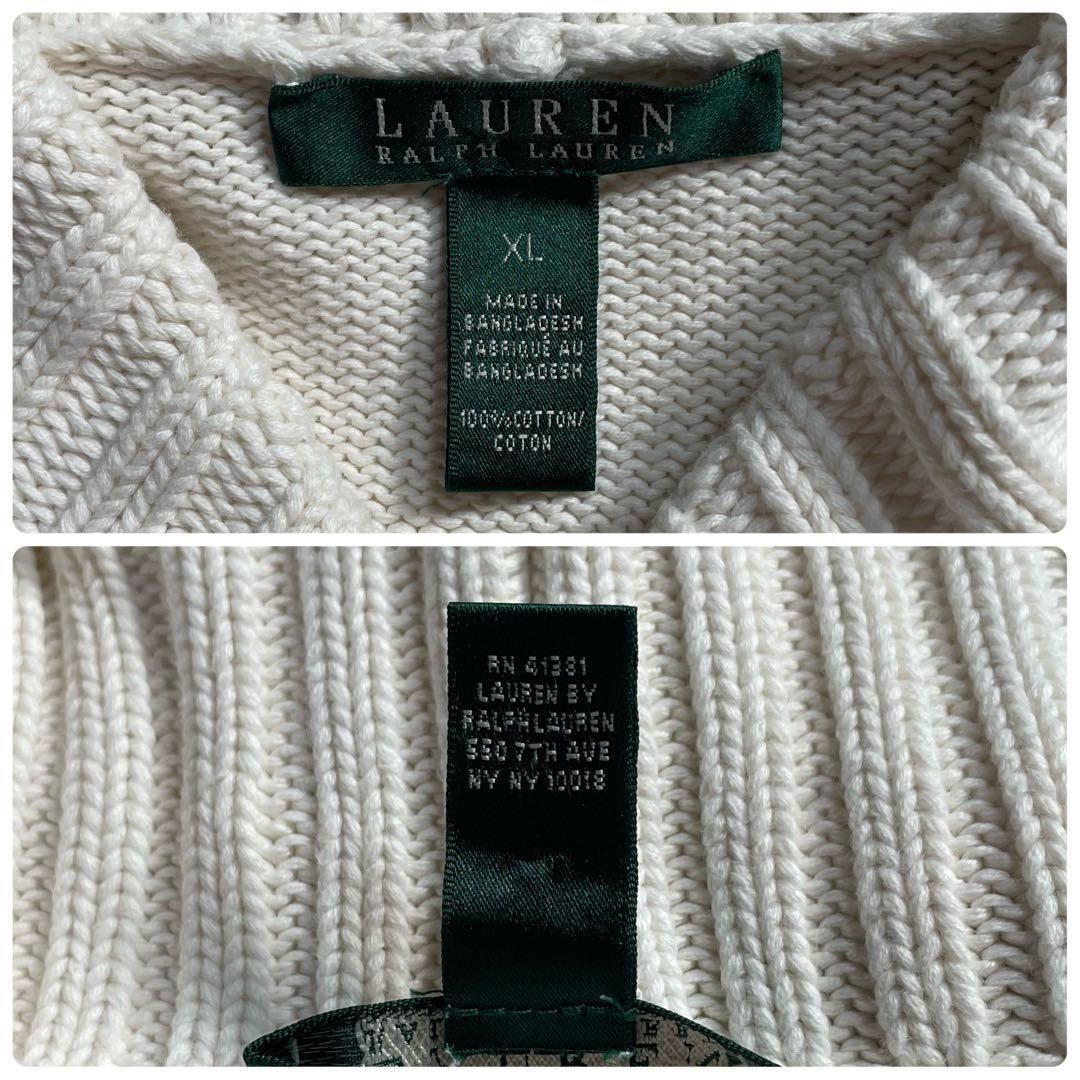 LAUREN
RALPH LAUREN
XL
MADE IN
BANGLADESH
FABRIQUÉ AU
BANGLADESH
100%COTTON/
COTON
RN 41381
LAUREN BY
RALPH LAUREN
550 7TH AVE
NY NY 10018